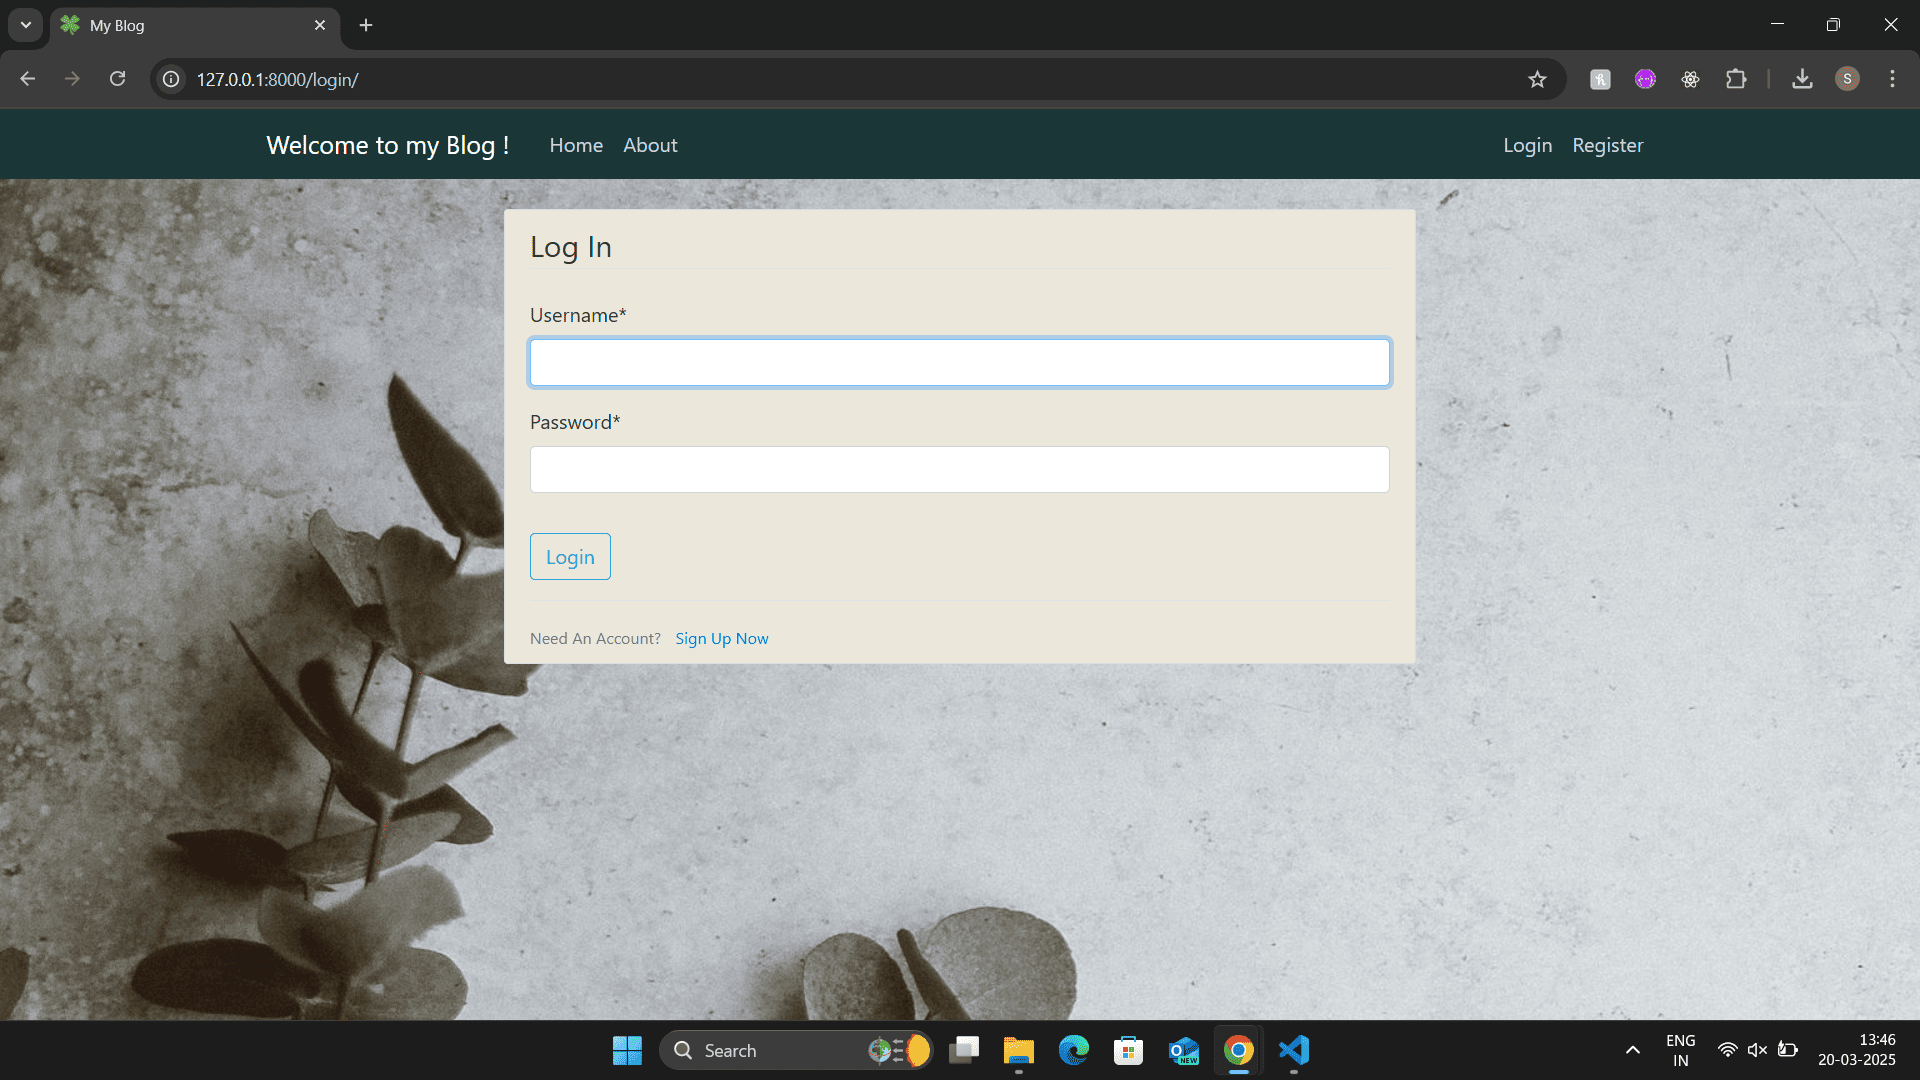 My Blog
127.0.0.1:8000/login/
S
Welcome to my Blog !
Home
About
Login
Register
Log In
Username*
Password*
Login
Need An Account? Sign Up Now
Search
NEW
ENG
IN
13:46
20-03-2025